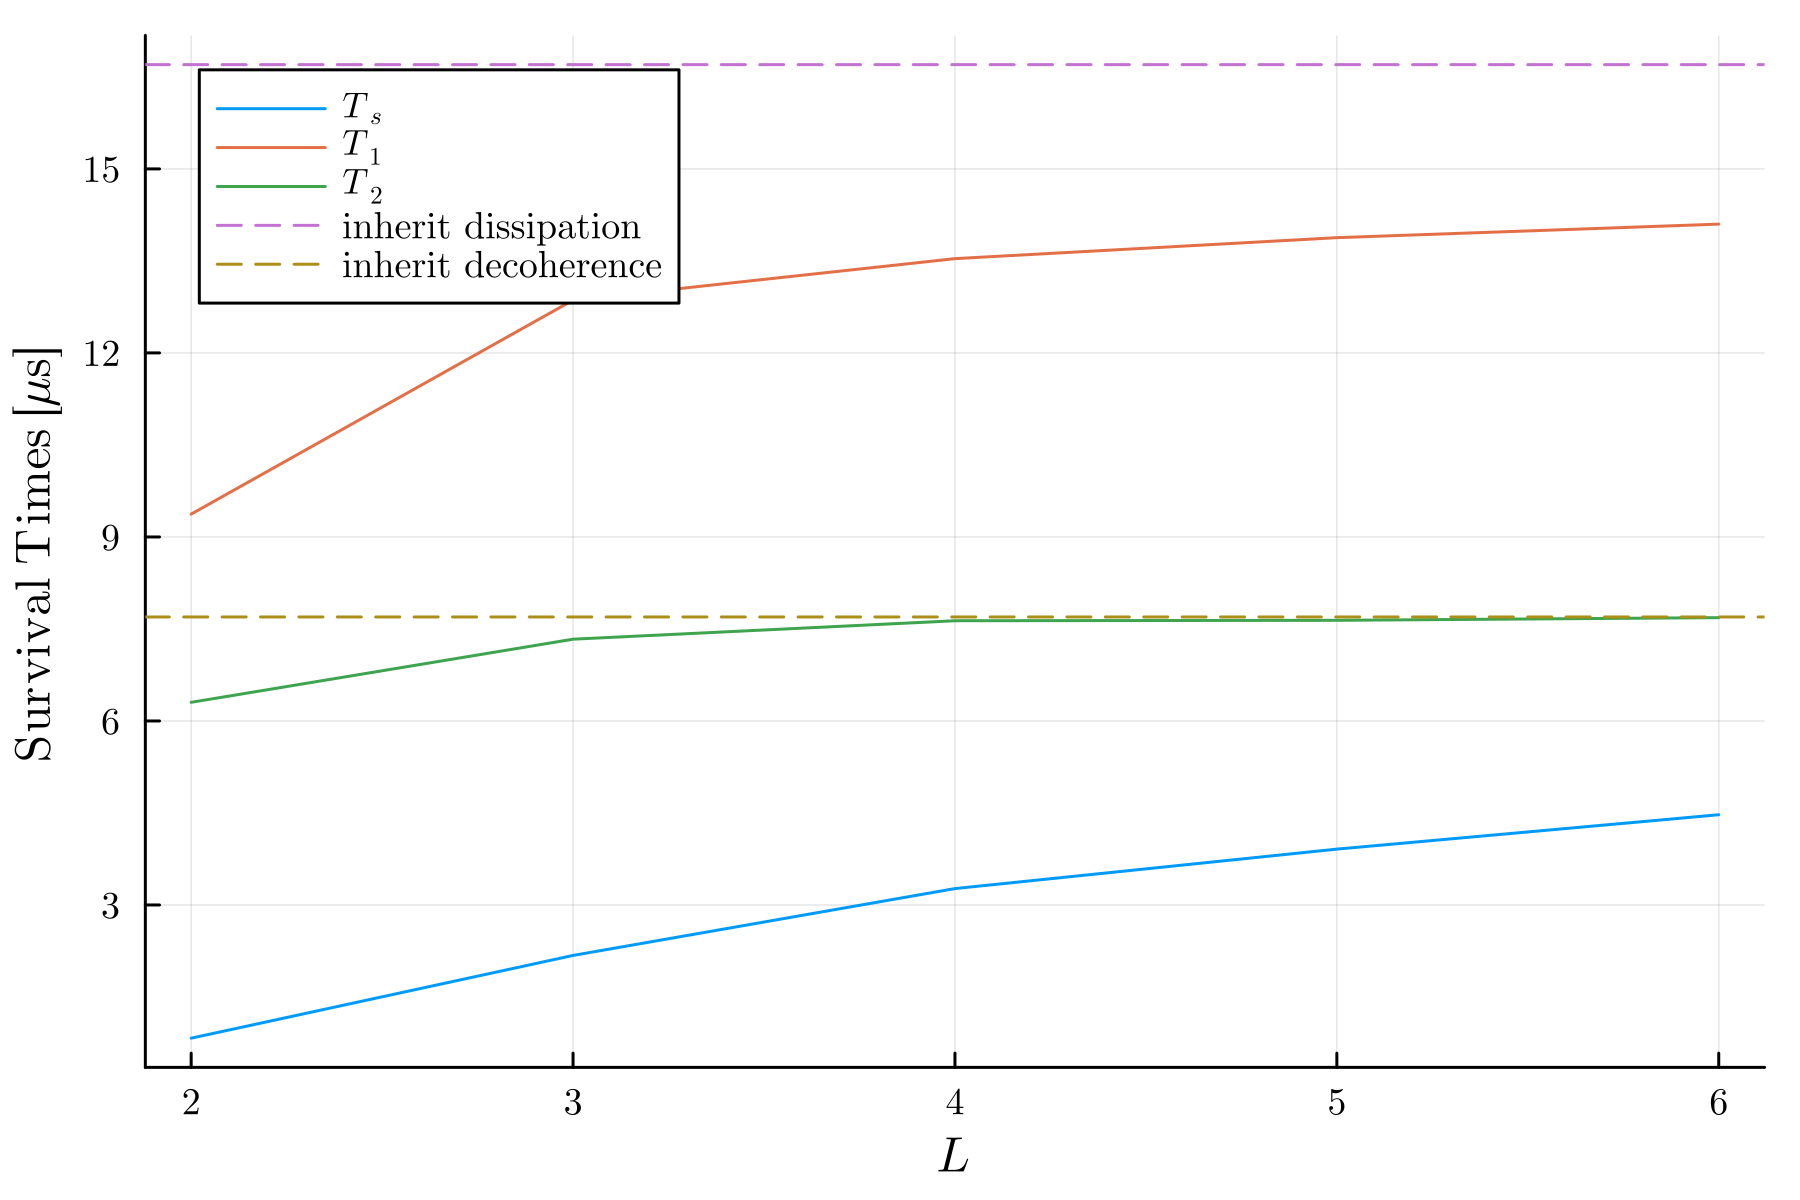 T_s
T_1
T_2
inherit dissipation
inherit decoherence
15
12
9
6
3
Survival Times [μs]
2 3 4 5 6
L